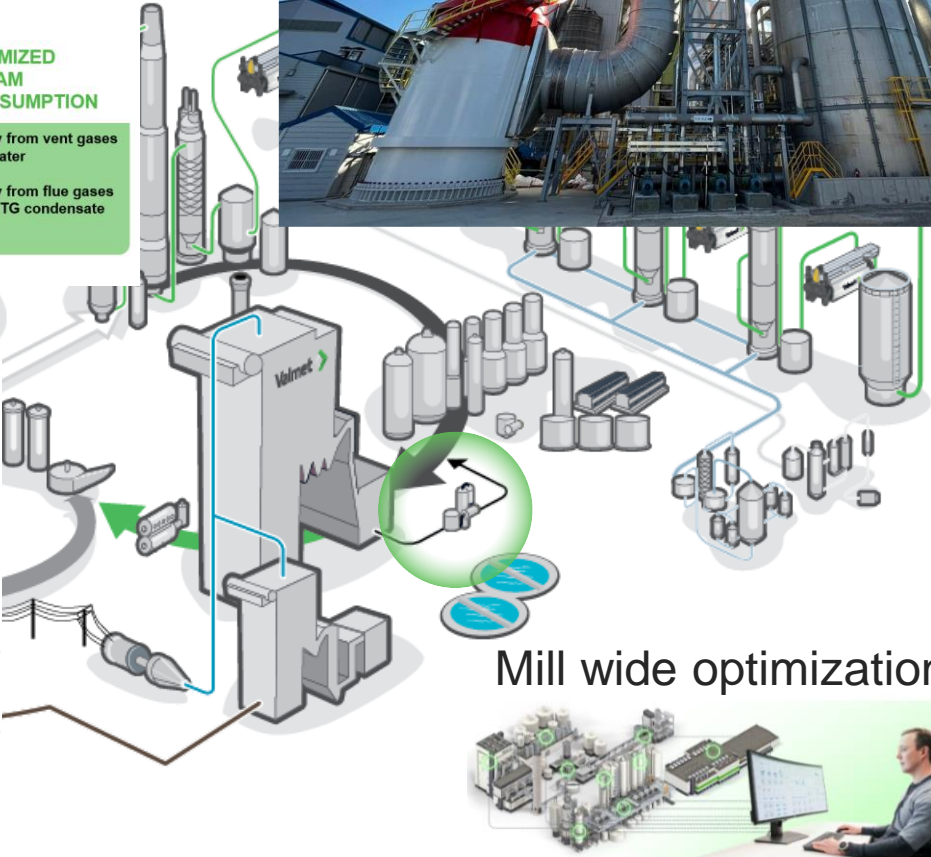 MIZED
AM
SUMPTION
from vent gases
ater
from flue gases
TG condensate
Valmet
Mill wide optimization